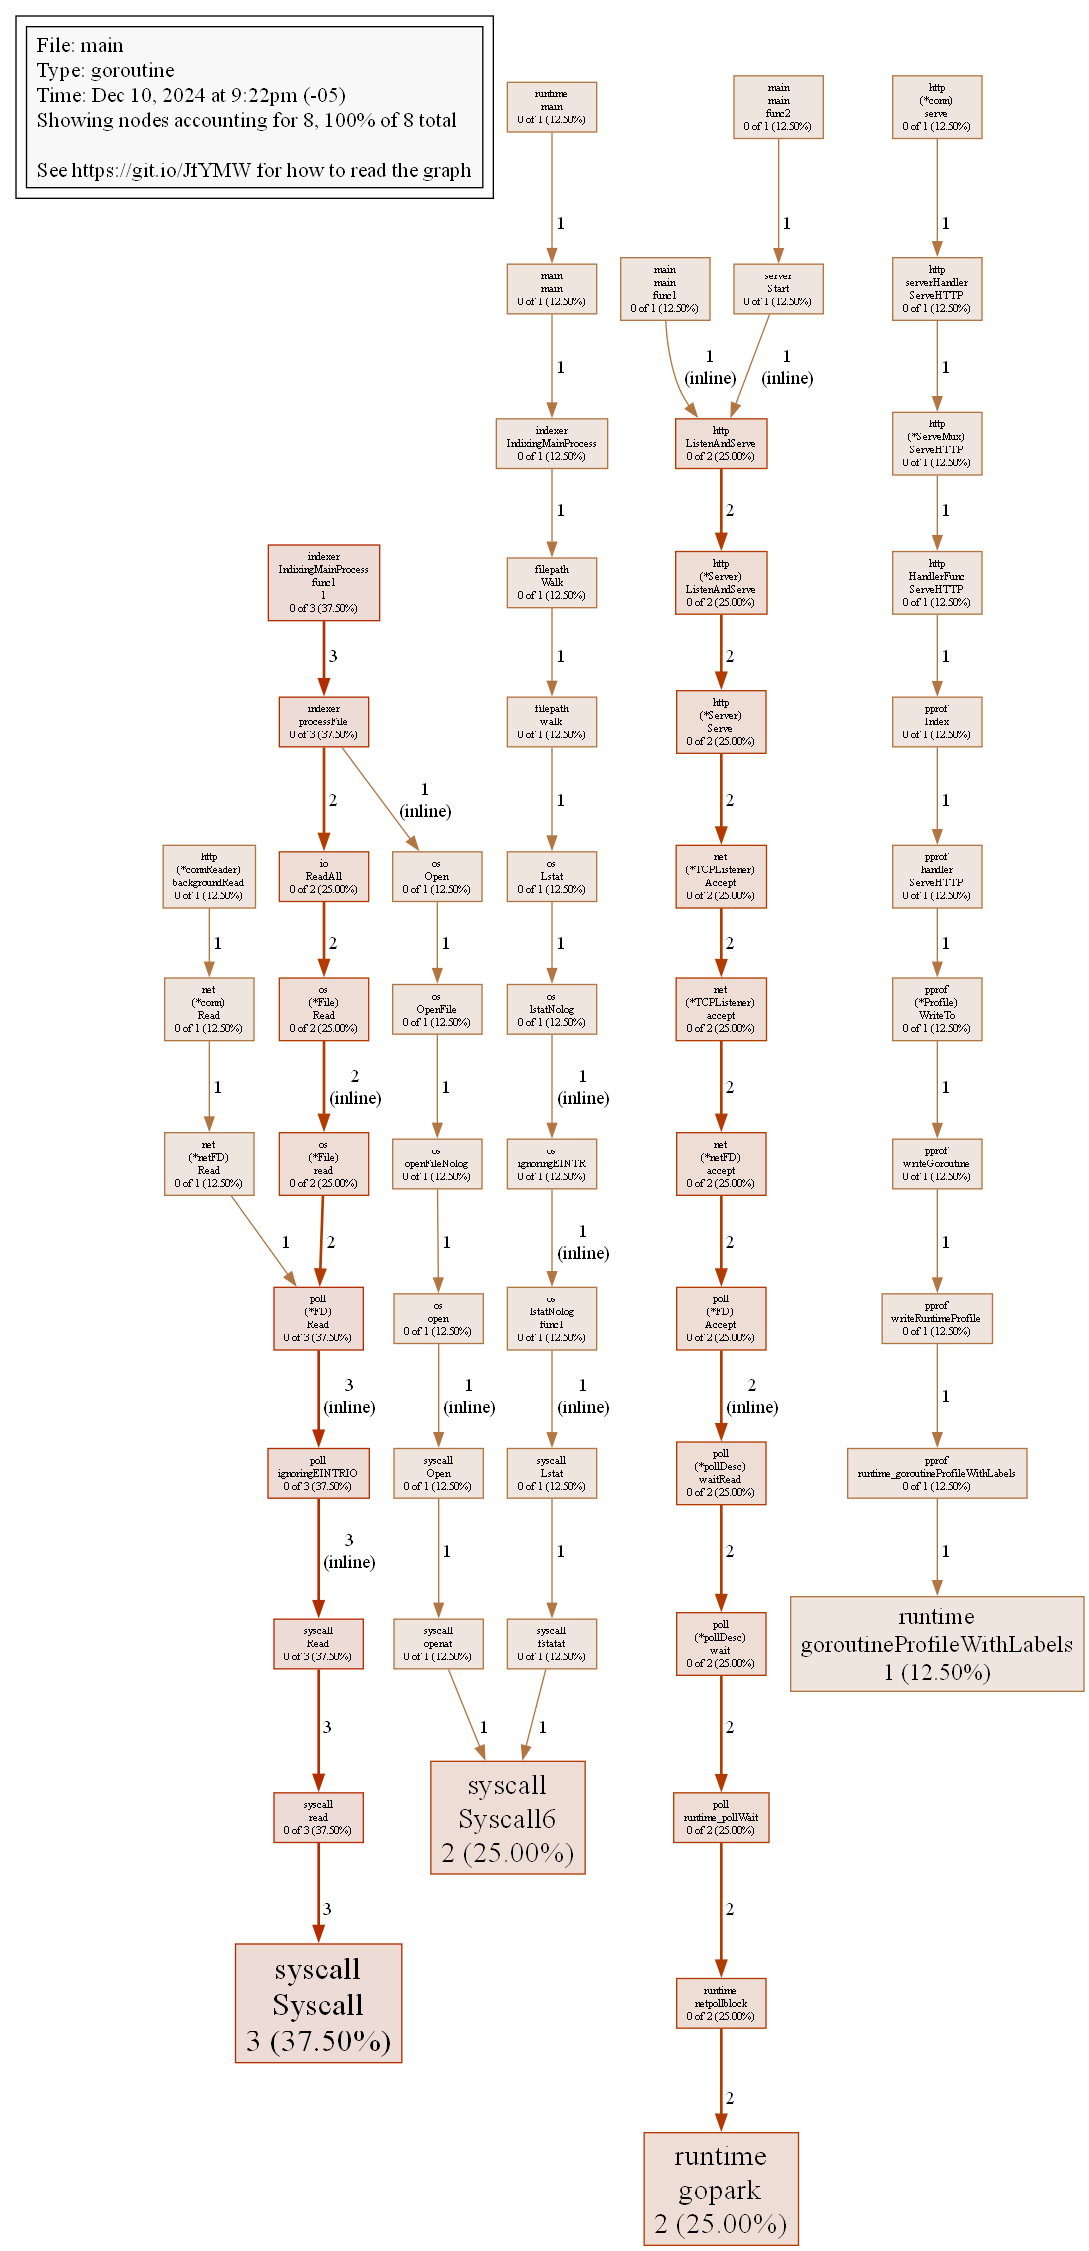 File: main
Type: goroutine
Time: Dec 10, 2024 at 9:22pm (-05)
Showing nodes accounting for 8, 100% of 8 total
See https://git.io/JfYMW for how to read the graph
runtime
main
0 of 1 (12.50%)
main
main
func2
0 of 1 (12.50%)
http
(*conn)
serve
0 of 1 (12.50%)
1
1
1
main
main
0 of 1 (12.50%)
main
main
func1
0 of 1 (12.50%)
server
Start
0 of 1 (12.50%)
http
serverHandler
ServeHTTP
0 of 1 (12.50%)
1
1
(inline)
1
(inline)
1
indexer
IndixingMainProcess
0 of 1 (12.50%)
http
ListenAndServe
0 of 2 (25.00%)
http
(*ServeMux)
ServeHTTP
0 of 1 (12.50%)
1
2
1
indexer
IndixingMainProcess
func1
1
0 of 3 (37.50%)
filepath
Walk
0 of 1 (12.50%)
http
(*Server)
ListenAndServe
0 of 2 (25.00%)
http
HandlerFunc
ServeHTTP
0 of 1 (12.50%)
3
1
2
1
indexer
processFile
0 of 3 (37.50%)
filepath
walk
0 of 1 (12.50%)
http
(*Server)
Serve
0 of 2 (25.00%)
pprof
Index
0 of 1 (12.50%)
2
1
(inline)
1
2
1
http
(*connReader)
backgroundRead
0 of 1 (12.50%)
io
ReadAll
0 of 2 (25.00%)
os
Open
0 of 1 (12.50%)
os
Lstat
0 of 1 (12.50%)
net
(*TCPListener)
Accept
0 of 2 (25.00%)
pprof
handler
ServeHTTP
0 of 1 (12.50%)
1
2
1
1
2
1
net
(*conn)
Read
0 of 1 (12.50%)
os
(*File)
Read
0 of 2 (25.00%)
os
OpenFile
0 of 1 (12.50%)
os
lstatNolog
0 of 1 (12.50%)
net
(*TCPListener)
accept
0 of 2 (25.00%)
pprof
(*Profile)
WriteTo
0 of 1 (12.50%)
1
2
(inline)
1
1
(inline)
2
1
net
(*netFD)
Read
0 of 1 (12.50%)
os
(*File)
read
0 of 2 (25.00%)
os
openFileNolog
0 of 1 (12.50%)
os
ignoringEINTR
0 of 1 (12.50%)
net
(*netFD)
accept
0 of 2 (25.00%)
pprof
writeGoroutine
0 of 1 (12.50%)
1
2
1
1
(inline)
2
1
poll
(*FD)
Read
0 of 3 (37.50%)
os
open
0 of 1 (12.50%)
os
lstatNolog
func1
0 of 1 (12.50%)
poll
(*FD)
Accept
0 of 2 (25.00%)
pprof
writeRuntimeProfile
0 of 1 (12.50%)
3
(inline)
1
(inline)
1
(inline)
2
(inline)
1
poll
ignoringEINTRIO
0 of 3 (37.50%)
syscall
Open
0 of 1 (12.50%)
syscall
Lstat
0 of 1 (12.50%)
poll
(*pollDesc)
waitRead
0 of 2 (25.00%)
pprof
runtime_goroutineProfileWithLabels
0 of 1 (12.50%)
3
(inline)
1
1
2
1
syscall
Read
0 of 3 (37.50%)
syscall
openat
0 of 1 (12.50%)
syscall
fstatat
0 of 1 (12.50%)
poll
(*pollDesc)
wait
0 of 2 (25.00%)
runtime
goroutineProfileWithLabels
1 (12.50%)
3
1
1
2
syscall
read
0 of 3 (37.50%)
syscall
Syscall6
2 (25.00%)
poll
runtime_pollWait
0 of 2 (25.00%)
3
2
syscall
Syscall
3 (37.50%)
runtime
netpollblock
0 of 2 (25.00%)
2
runtime
gopark
2 (25.00%)